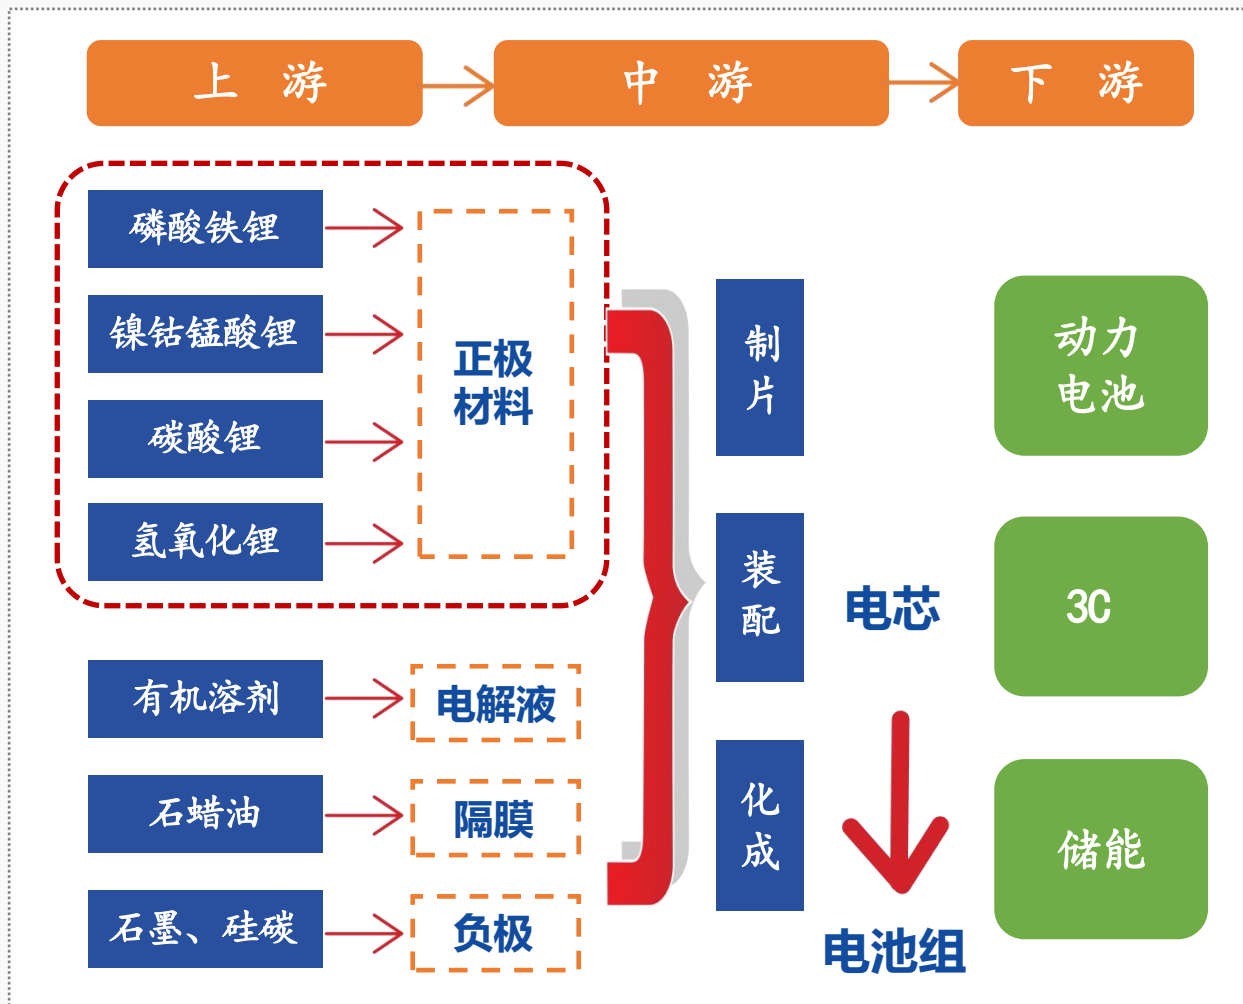 上 游
中 游
下 游
磷酸铁锂
镍钴锰酸锂
碳酸锂
氢氧化锂
正极
材料
有机溶剂
电解液
石蜡油
隔膜
石墨、硅碳
负极
制
片
装
配
化
成
电芯
电池组
动力
电池
3C
储能